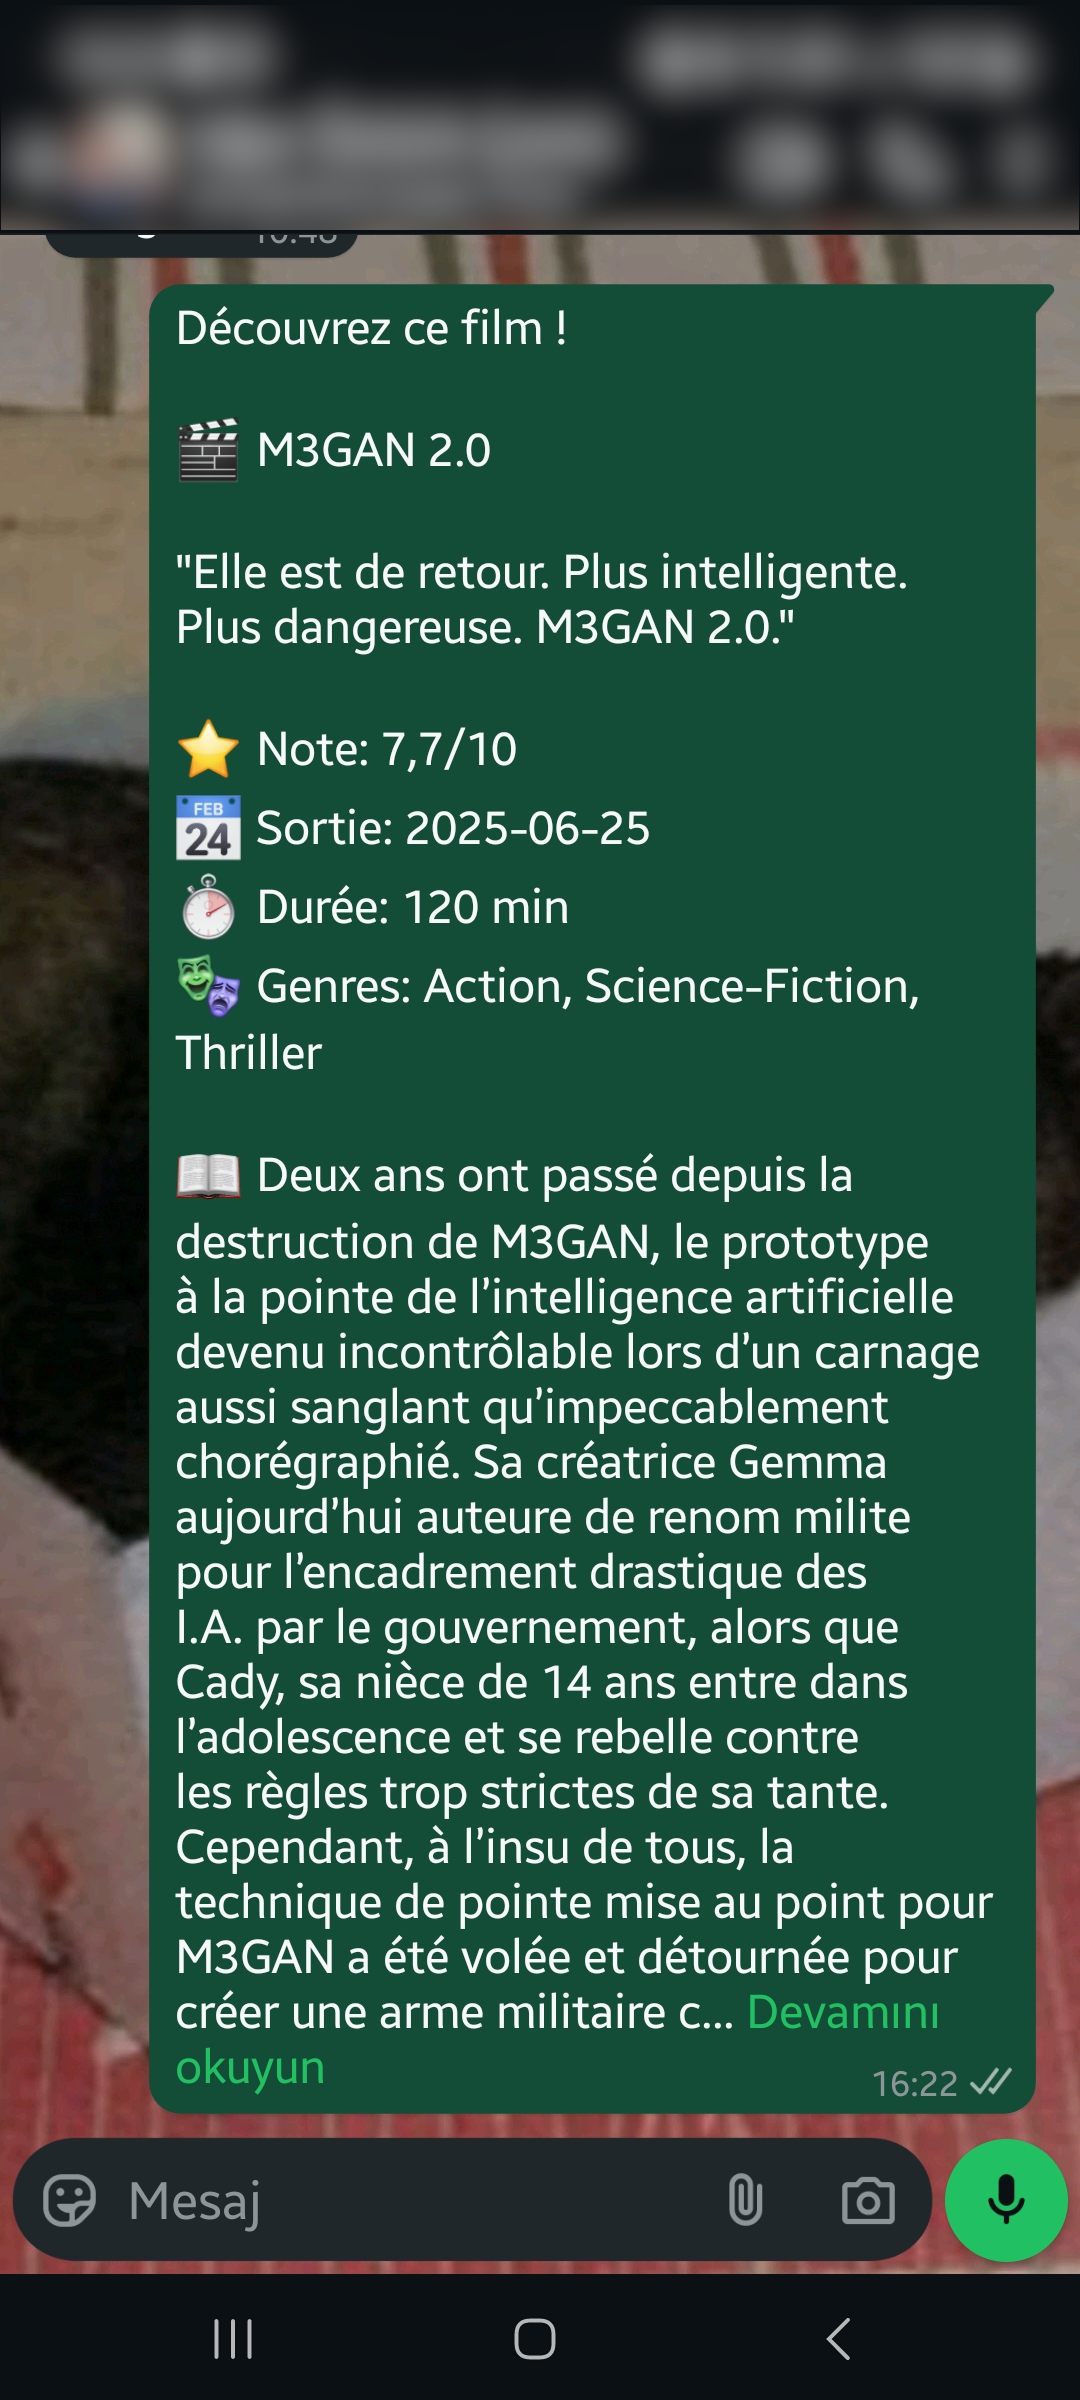 Découvrez ce film !
🎬 M3GAN 2.0
"Elle est de retour. Plus intelligente.
Plus dangereuse. M3GAN 2.0."
⭐ Note: 7,7/10
FEB
24
Sortie: 2025-06-25
⏱️ Durée: 120 min
🎭 Genres: Action, Science-Fiction,
Thriller
📖 Deux ans ont passé depuis la
destruction de M3GAN, le prototype
à la pointe de l’intelligence artificielle
devenu incontrôlable lors d’un carnage
aussi sanglant qu’impeccablement
chorégraphié. Sa créatrice Gemma
aujourd’hui auteure de renom milite
pour l’encadrement drastique des
I.A. par le gouvernement, alors que
Cady, sa nièce de 14 ans entre dans
l’adolescence et se rebelle contre
les règles trop strictes de sa tante.
Cependant, à l’insu de tous, la
technique de pointe mise au point pour
M3GAN a été volée et détournée pour
créer une arme militaire c... Devamını
okuyun
16:22
Mesaj